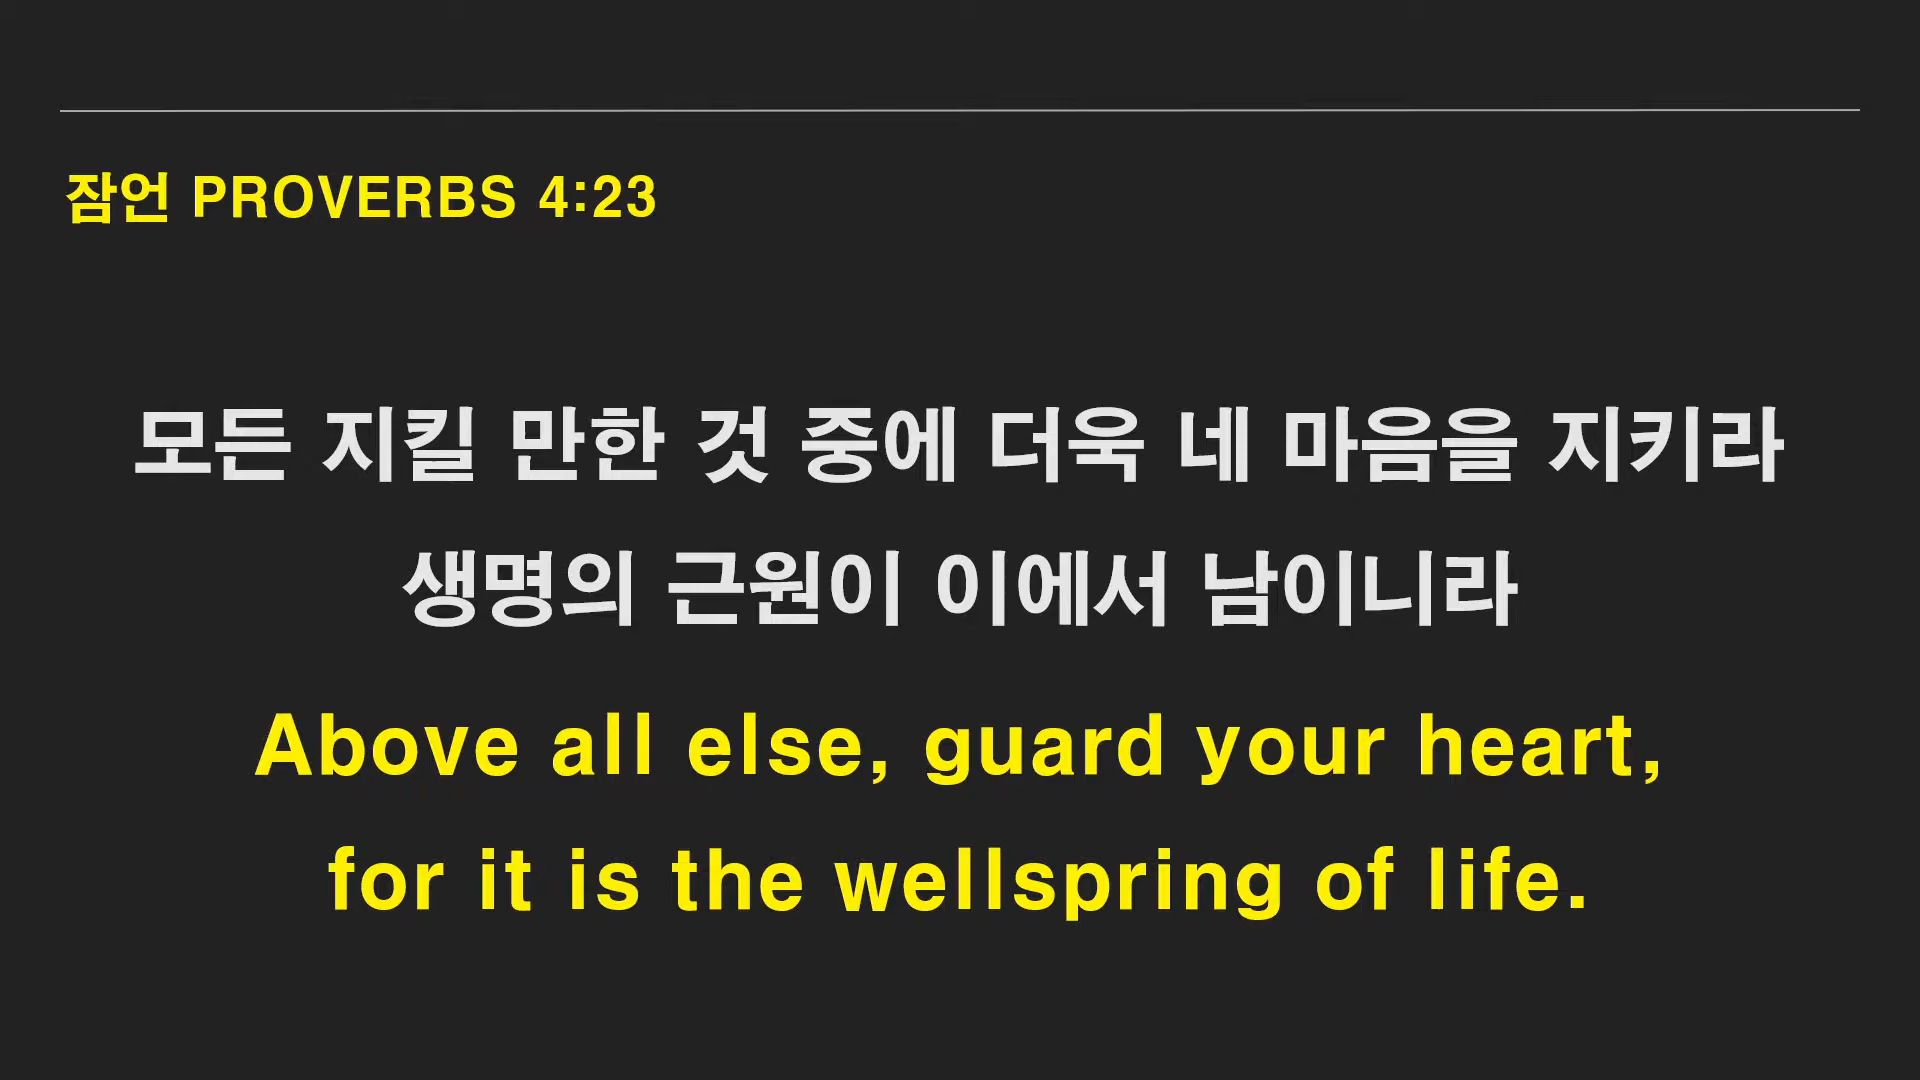 잠언 PROVERBS 4:23
모든 지킬 만한 것 중에 더욱 네 마음을 지키라
생명의 근원이 이에서 남이니라
Above all else, guard your heart,
for it is the wellspring of life.